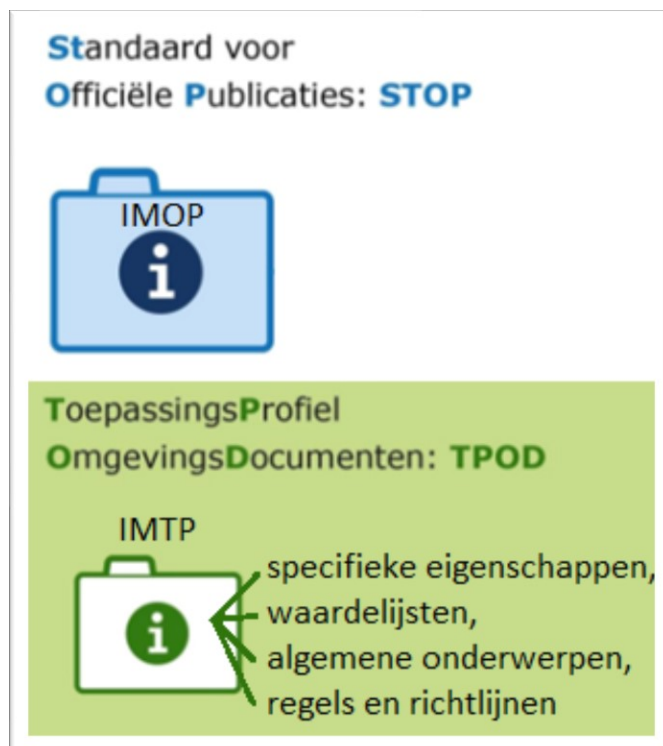 Standaard voor
Officiële Publicaties: STOP
IMOP
i
ToepassingsProfiel
OmgevingsDocumenten: TPOD
IMTP
i
specifieke eigenschappen,
waardelijsten,
algemene onderwerpen,
regels en richtlijnen